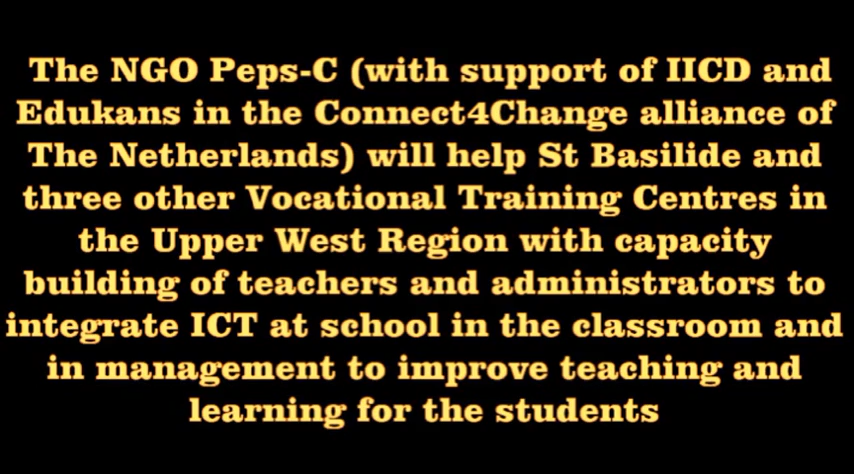 The NGO Peps-C (with support of IICD and
Edukans in the Connect4Change alliance of
The Netherlands) will help St Basilide and
three other Vocational Training Centres in
the Upper West Region with capacity
building of teachers and administrators to
integrate ICT at school in the classroom and
in management to improve teaching and
learning for the students